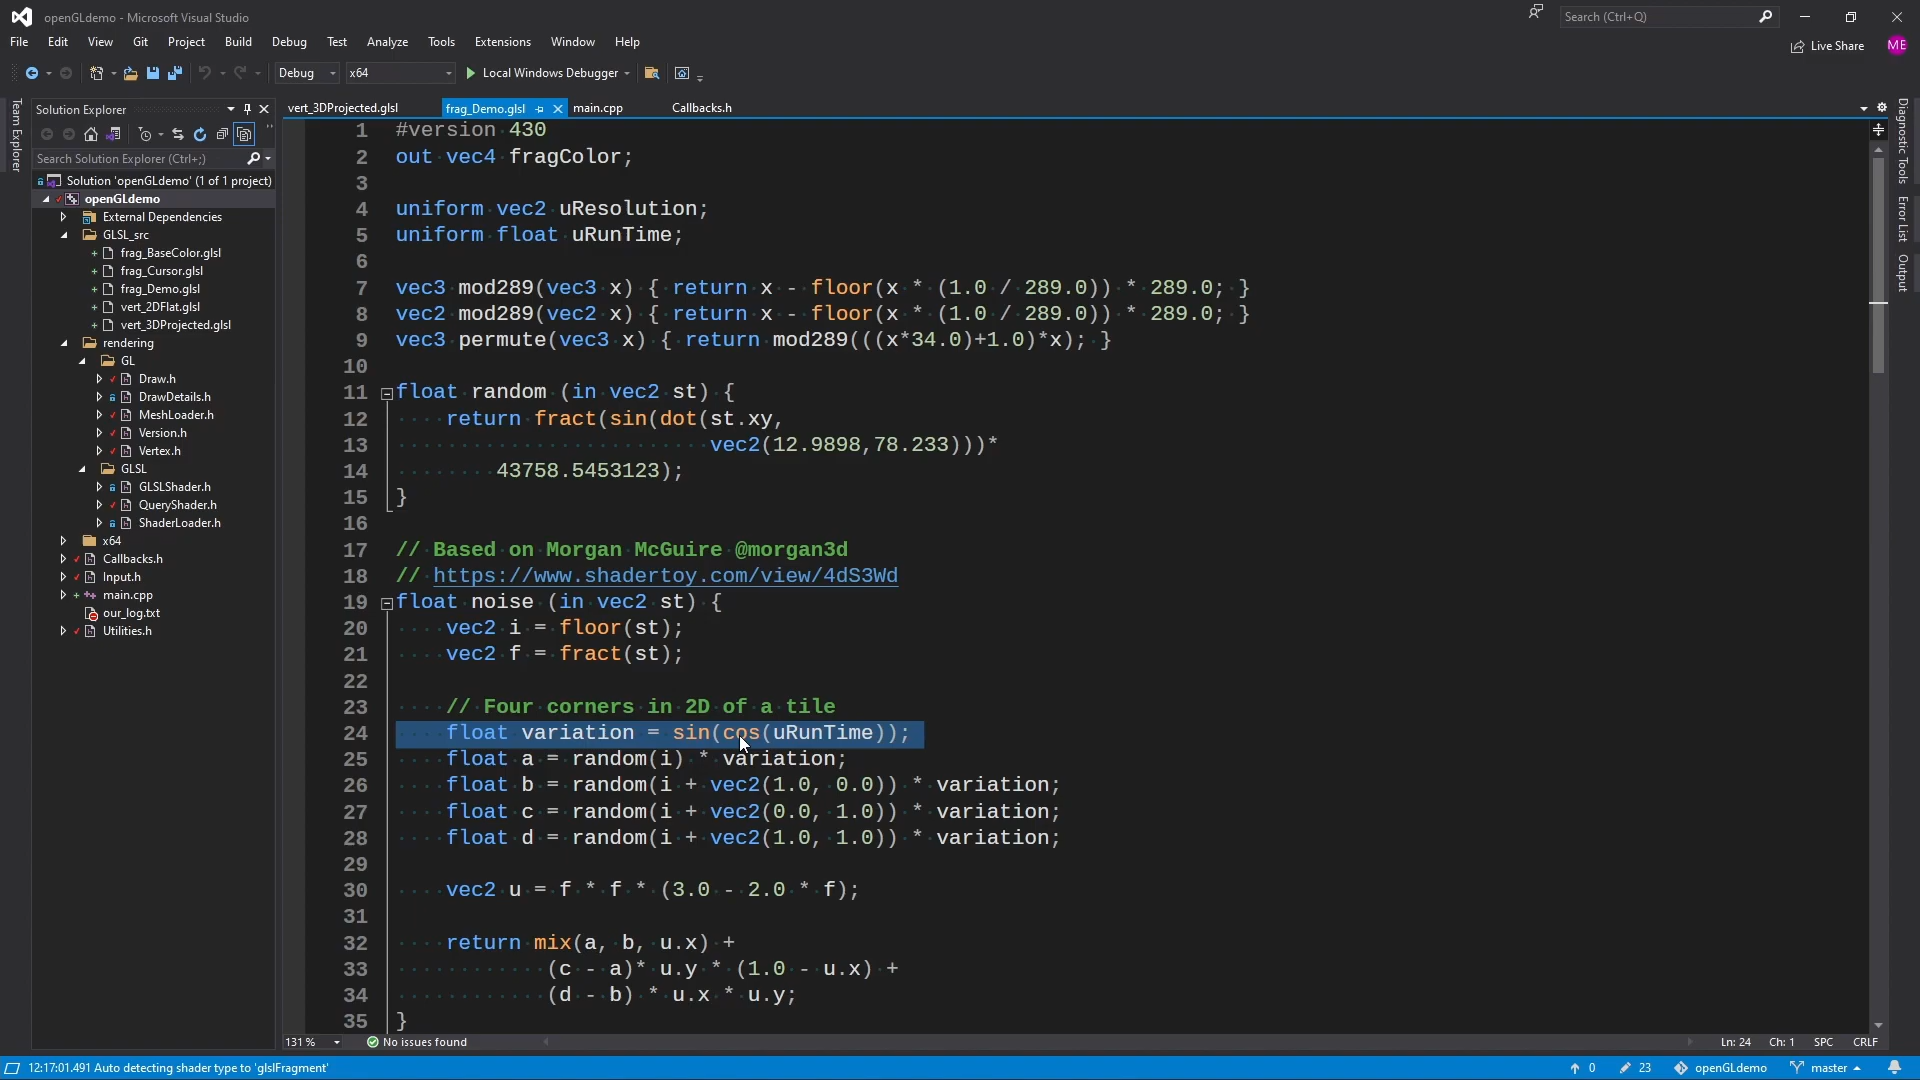 openGLdemo - Microsoft Visual Studio
Search (Ctrl+Q)
File Edit View Git Project Build Debug Test Analyze Tools Extensions Window Help
Live Share
ME
Debug x64 Local Windows Debugger
Team Explorer
Solution Explorer
Search Solution Explorer (Ctrl+;)
Solution 'openGLdemo' (1 of 1 project)
openGLdemo
External Dependencies
GLSL_src
frag_BaseColor.glsl
frag_Cursor.glsl
frag_Demo.glsl
vert_2DFlat.glsl
vert_3DProjected.glsl
rendering
GL
Draw.h
DrawDetails.h
MeshLoader.h
Version.h
Vertex.h
GLSL
GLSLShader.h
QueryShader.h
ShaderLoader.h
x64
Callbacks.h
Input.h
main.cpp
our_log.txt
Utilities.h
vert_3DProjected.glsl frag_Demo.glsl main.cpp Callbacks.h
1 #version 430
2 out vec4 fragColor;
3
4 uniform vec2 uResolution;
5 uniform float uRunTime;
6
7 vec3 mod289(vec3 x) { return x - floor(x * (1.0 / 289.0)) * 289.0; }
8 vec2 mod289(vec2 x) { return x - floor(x * (1.0 / 289.0)) * 289.0; }
9 vec3 permute(vec3 x) { return mod289(((x*34.0)+1.0)*x); }
10
11 float random (in vec2 st) {
12 return fract(sin(dot(st.xy,
13 vec2(12.9898,78.233)))*
14 43758.5453123);
15 }
16
17 // Based on Morgan McGuire @morgan3d
18 // https://www.shadertoy.com/view/4dS3Wd
19 float noise (in vec2 st) {
20 vec2 i = floor(st);
21 vec2 f = fract(st);
22
23 // Four corners in 2D of a tile
24 float variation = sin(cos(uRunTime));
25 float a = random(i) * variation;
26 float b = random(i + vec2(1.0, 0.0)) * variation;
27 float c = random(i + vec2(0.0, 1.0)) * variation;
28 float d = random(i + vec2(1.0, 1.0)) * variation;
29
30 vec2 u = f * f * (3.0 - 2.0 * f);
31
32 return mix(a, b, u.x) +
33 (c - a)* u.y * (1.0 - u.x) +
34 (d - b) * u.x * u.y;
35 }
Diagnostic Tools
Error List
Output
131 % No issues found Ln: 24 Ch: 1 SPC CRLF
12:17:01.491 Auto detecting shader type to 'glslFragment' 0 23 openGLdemo master